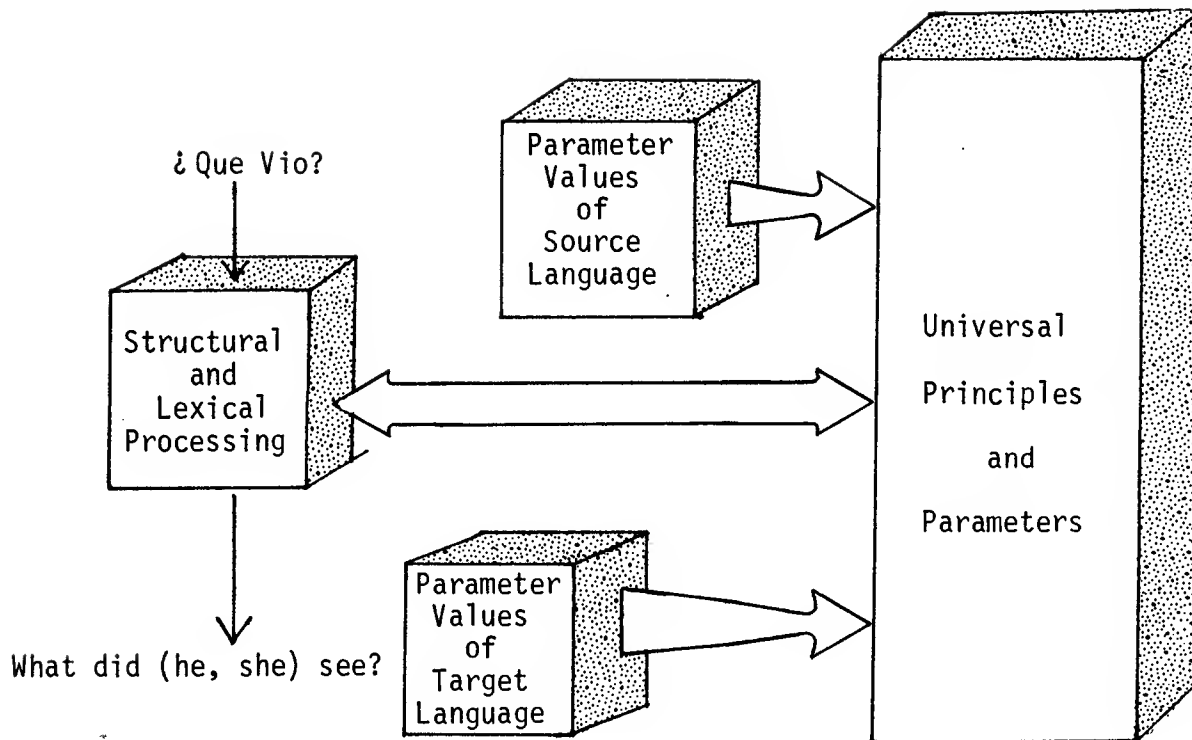 ¿ Que Vio?
Structural
and
Lexical
Processing
What did (he, she) see?
Parameter
Values
of
Source
Language
Parameter
Values
of
Target
Language
Universal
Principles
and
Parameters